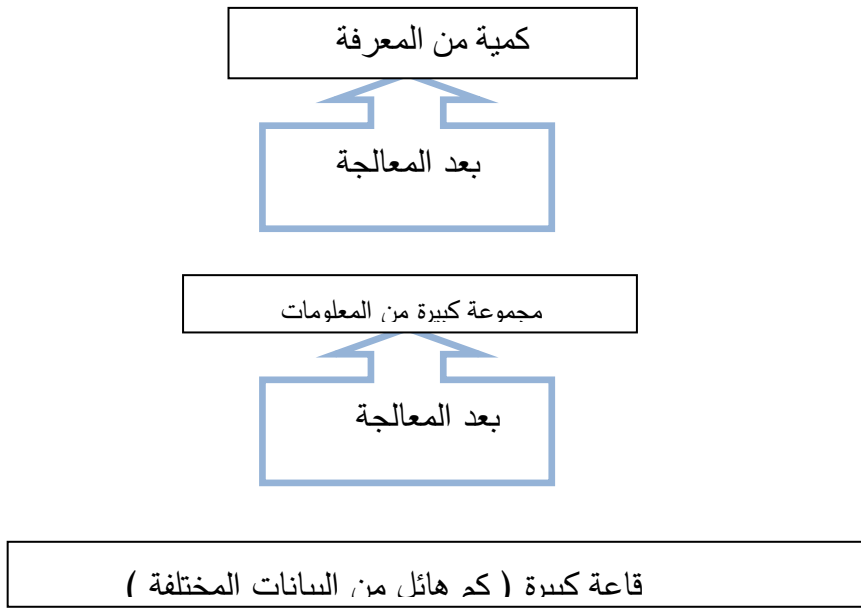 كمية من المعرفة
بعد المعالجة
مجموعة كبيرة من المعلومات
بعد المعالجة
قاعة كبيرة ( كم هائل من البيانات المختلفة )